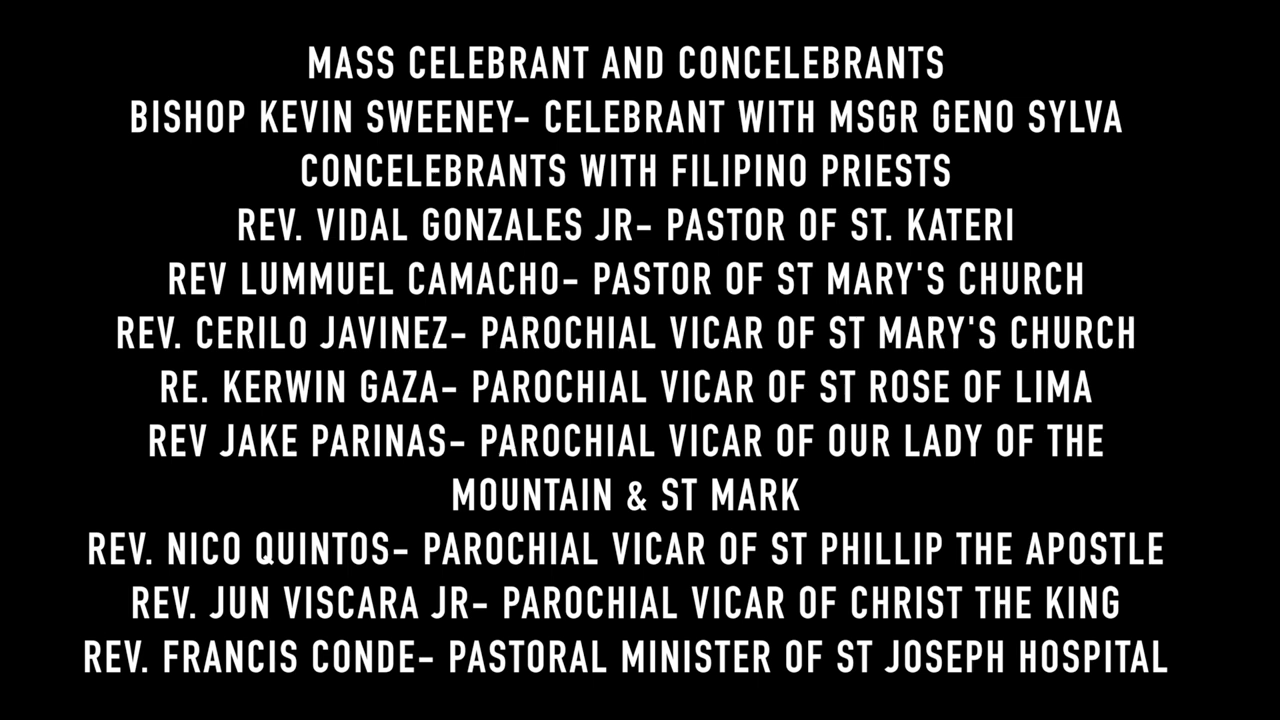 MASS CELEBRANT AND CONCELEBRANTS
BISHOP KEVIN SWEENEY- CELEBRANT WITH MSGR GENO SYLVA
CONCELEBRANTS WITH FILIPINO PRIESTS
REV. VIDAL GONZALES JR- PASTOR OF ST. KATERI
REV LUMMUEL CAMACHO- PASTOR OF ST MARY'S CHURCH
REV. CERILO JAVINEZ- PAROCHIAL VICAR OF ST MARY'S CHURCH
RE. KERWIN GAZA- PAROCHIAL VICAR OF ST ROSE OF LIMA
REV JAKE PARINAS- PAROCHIAL VICAR OF OUR LADY OF THE
MOUNTAIN & ST MARK
REV. NICO QUINTOS- PAROCHIAL VICAR OF ST PHILLIP THE APOSTLE
REV. JUN VISCARA JR- PAROCHIAL VICAR OF CHRIST THE KING
REV. FRANCIS CONDE- PASTORAL MINISTER OF ST JOSEPH HOSPITAL